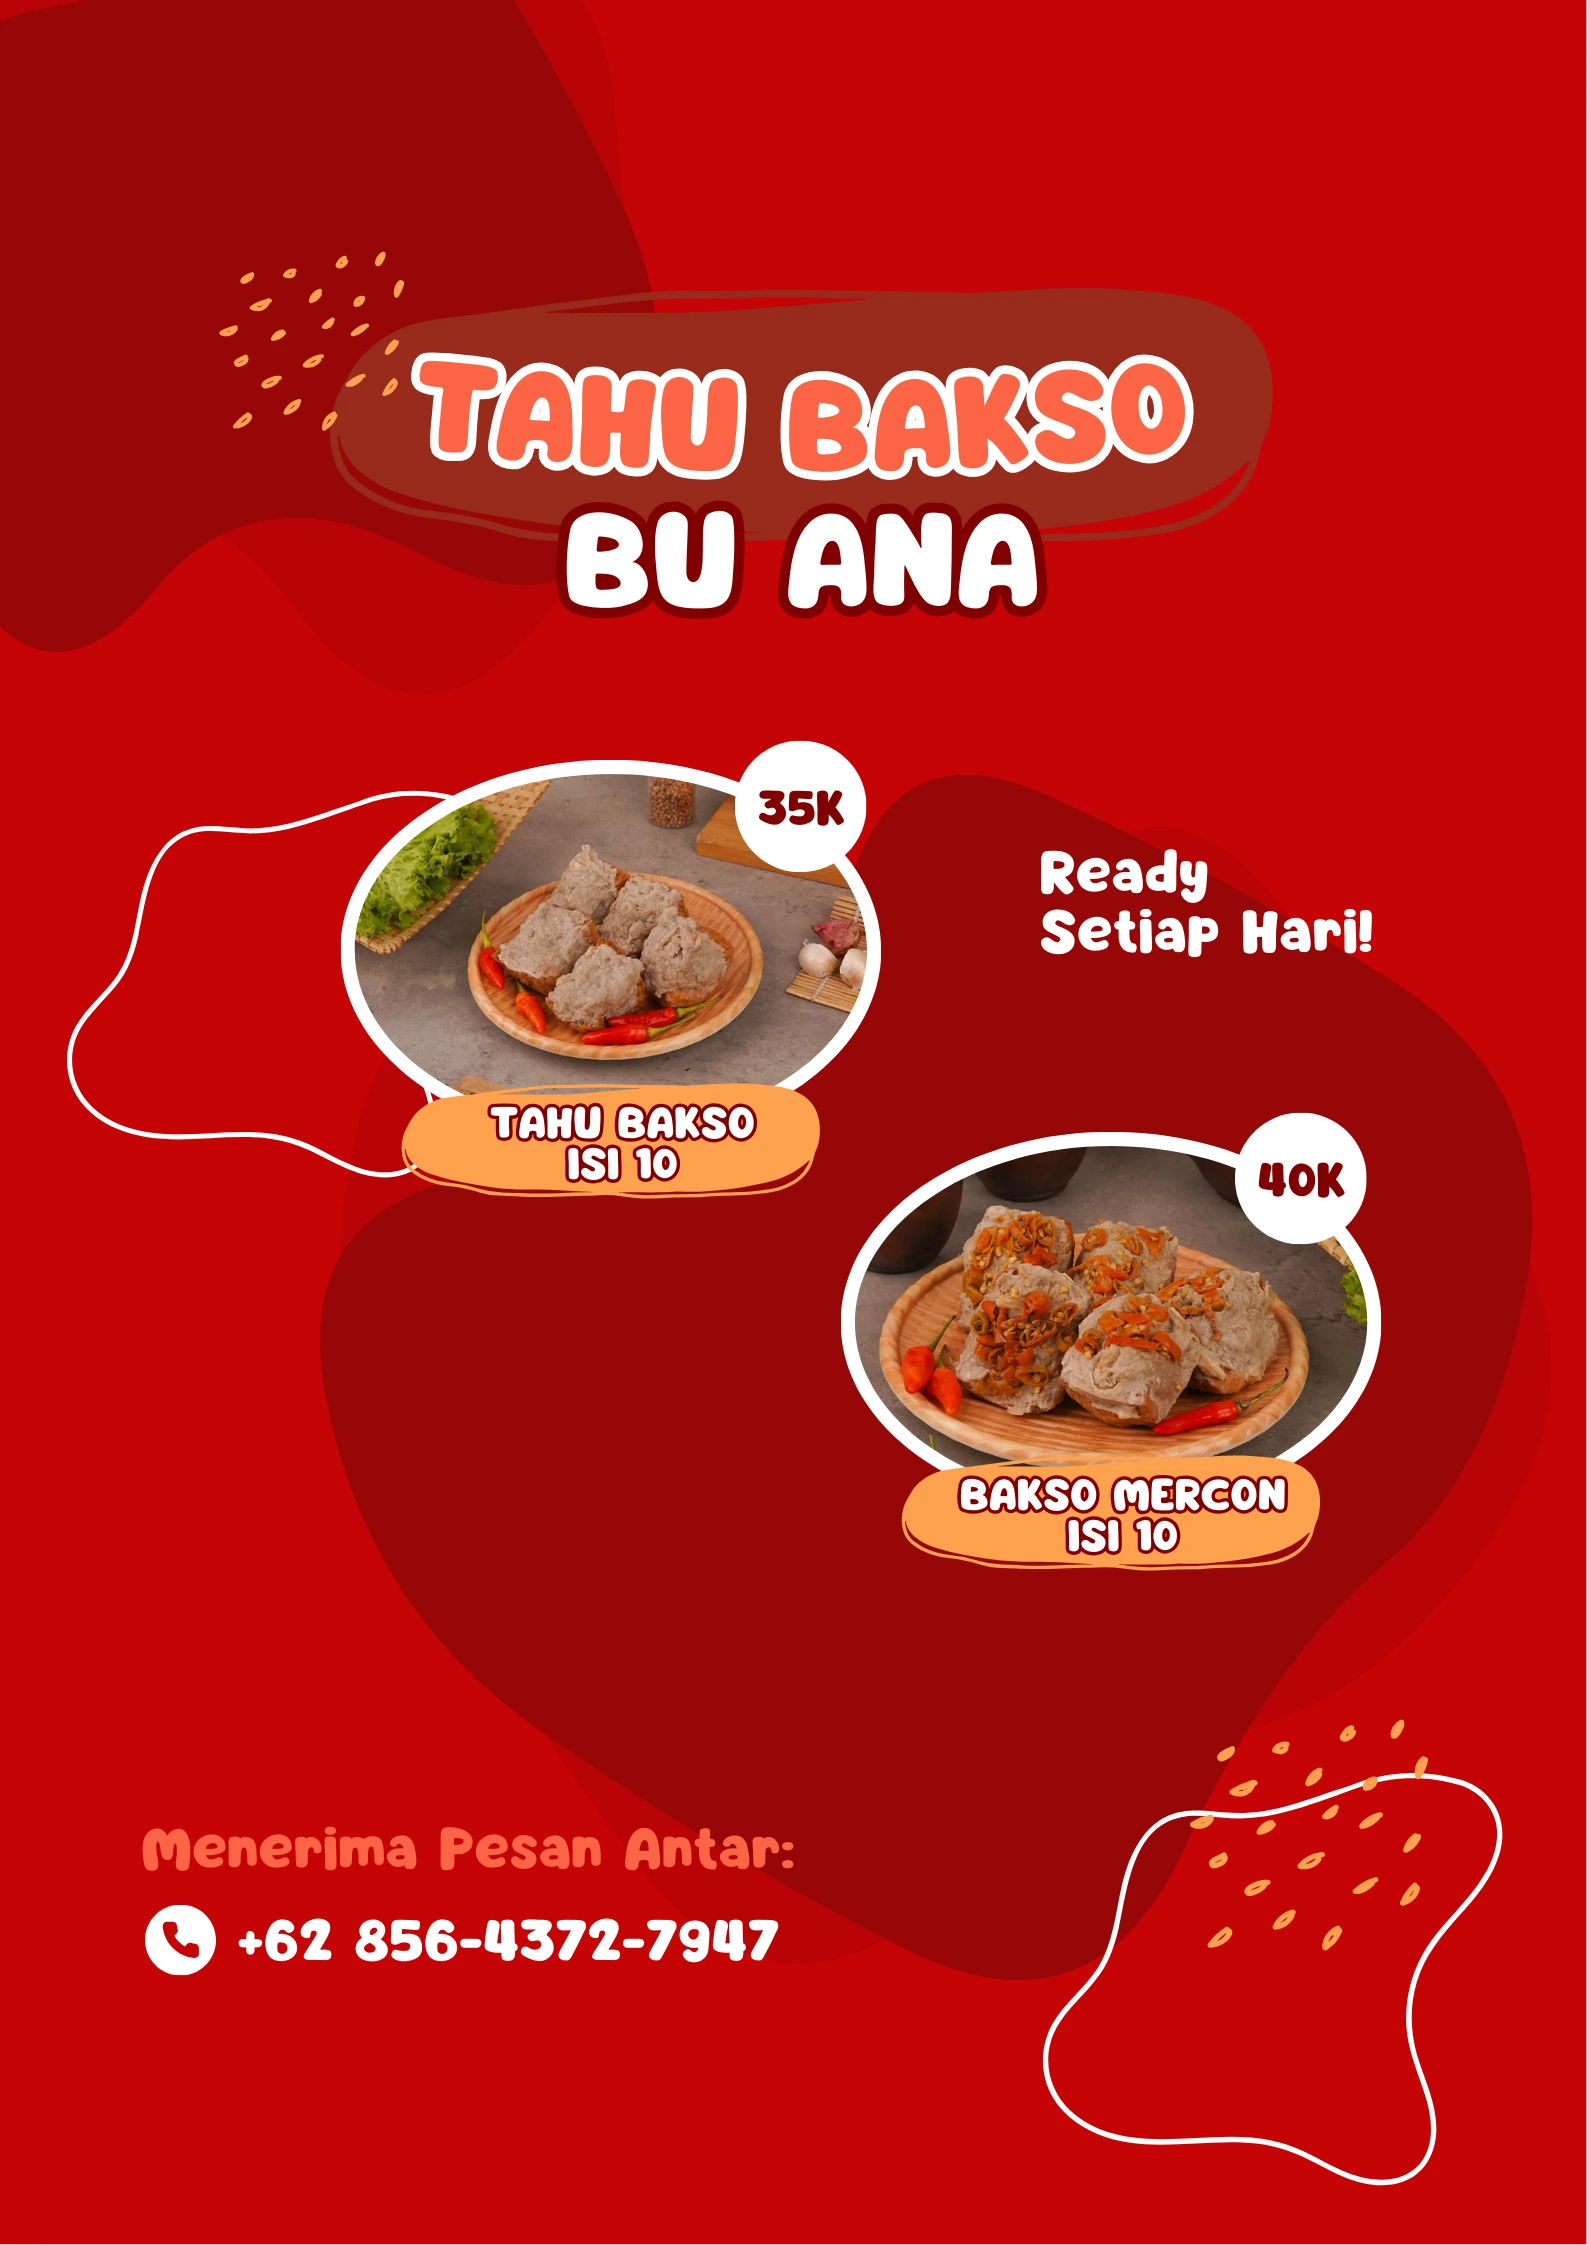 TAHU BAKSO
BU ANA
35K
Ready
Setiap Hari!
TAHU BAKSO
ISI 10
40K
BAKSO MERCON
ISI 10
Menerima Pesan Antar:
+62 856-4372-7947